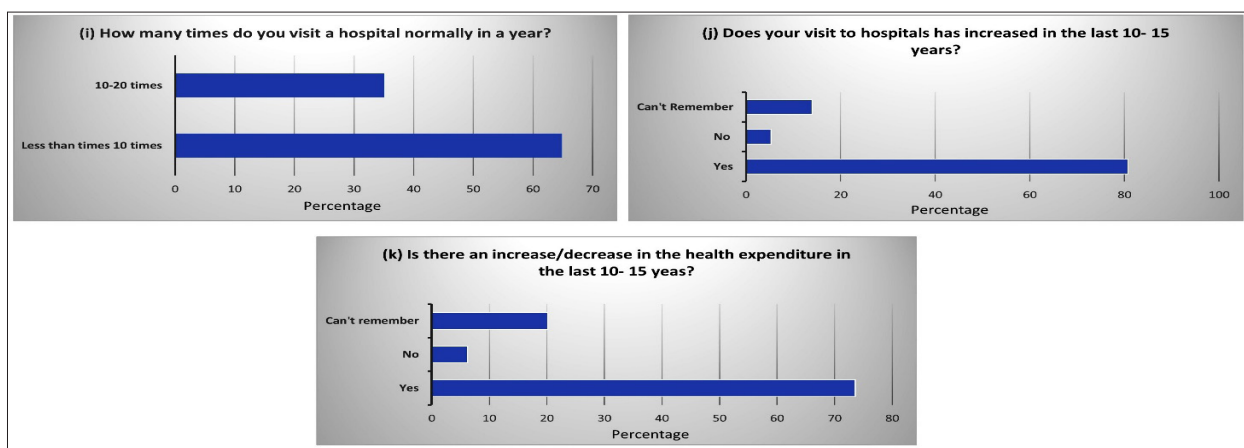 (i) How many times do you visit a hospital normally in a year?
10-20 times
Less than times 10 times
0 10 20 30 40 50 60 70
Percentage
(j) Does your visit to hospitals has increased in the last 10- 15
years?
Can't Remember
No
Yes
0 20 40 60 80 100
Percentage
(k) Is there an increase/decrease in the health expenditure in
the last 10- 15 yeas?
Can't remember
No
Yes
0 10 20 30 40 50 60 70 80
Percentage